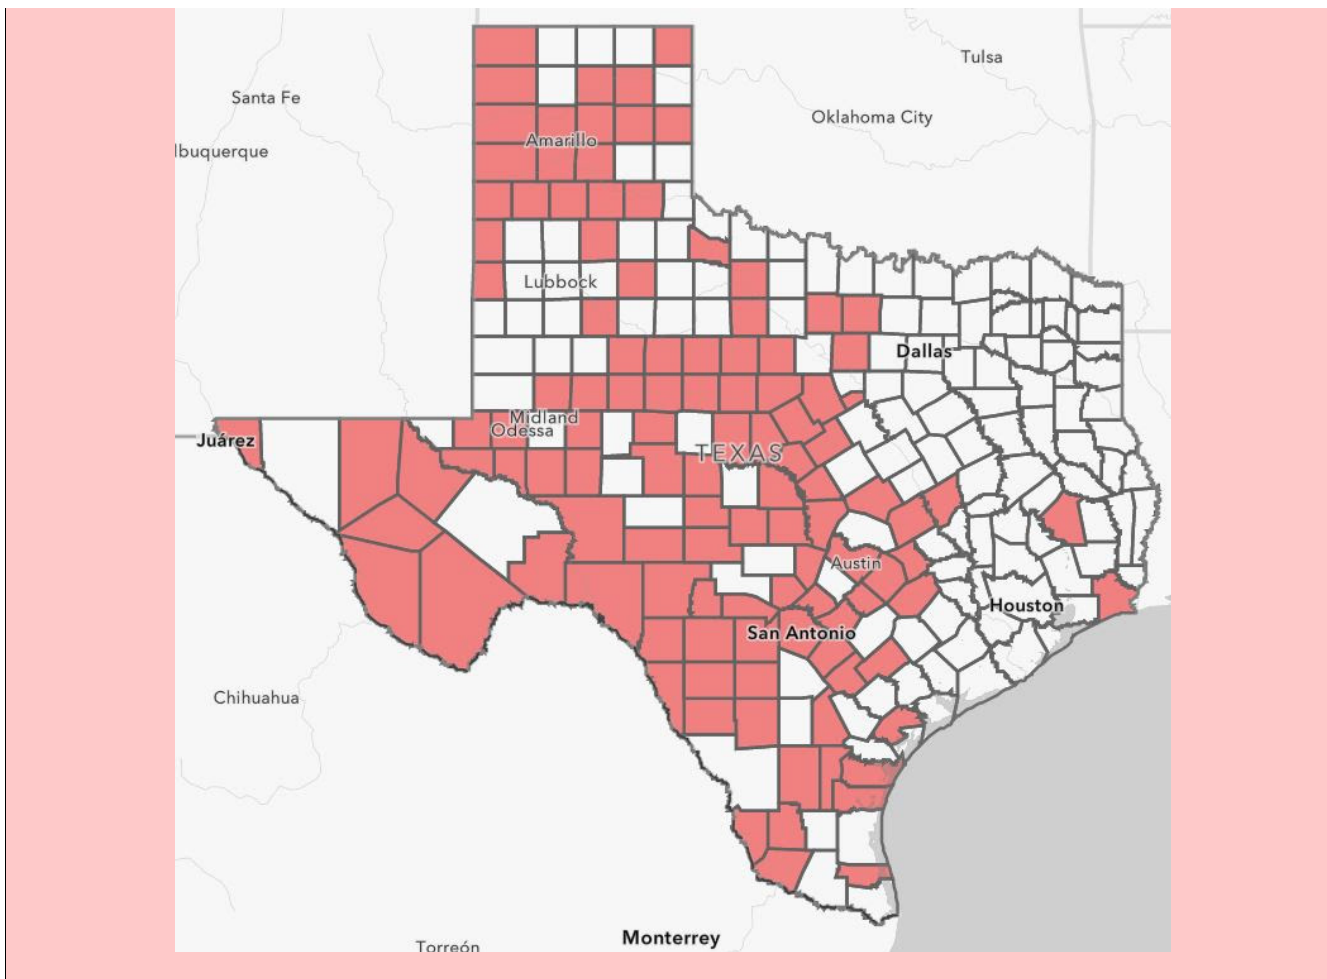 Tulsa
Santa Fe
Oklahoma City
Amarillo
lbuquerque
Lubbock
Dallas
Midland
Odessa
Juárez
TEXAS
Austin
Houston
San Antonio
Chihuahua
Monterrey
Torreón